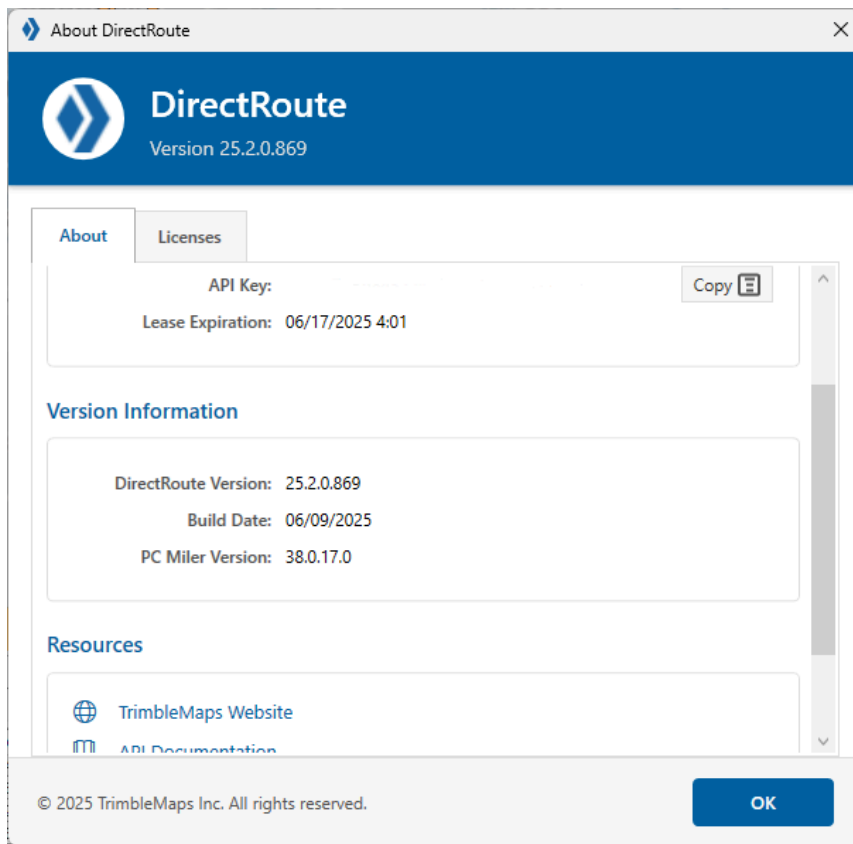 About DirectRoute
DirectRoute
Version 25.2.0.869
About
Licenses
API Key:
Copy
Lease Expiration: 06/17/2025 4:01
Version Information
DirectRoute Version: 25.2.0.869
Build Date: 06/09/2025
PC Miler Version: 38.0.17.0
Resources
TrimbleMaps Website
API Documentation
© 2025 TrimbleMaps Inc. All rights reserved.
OK